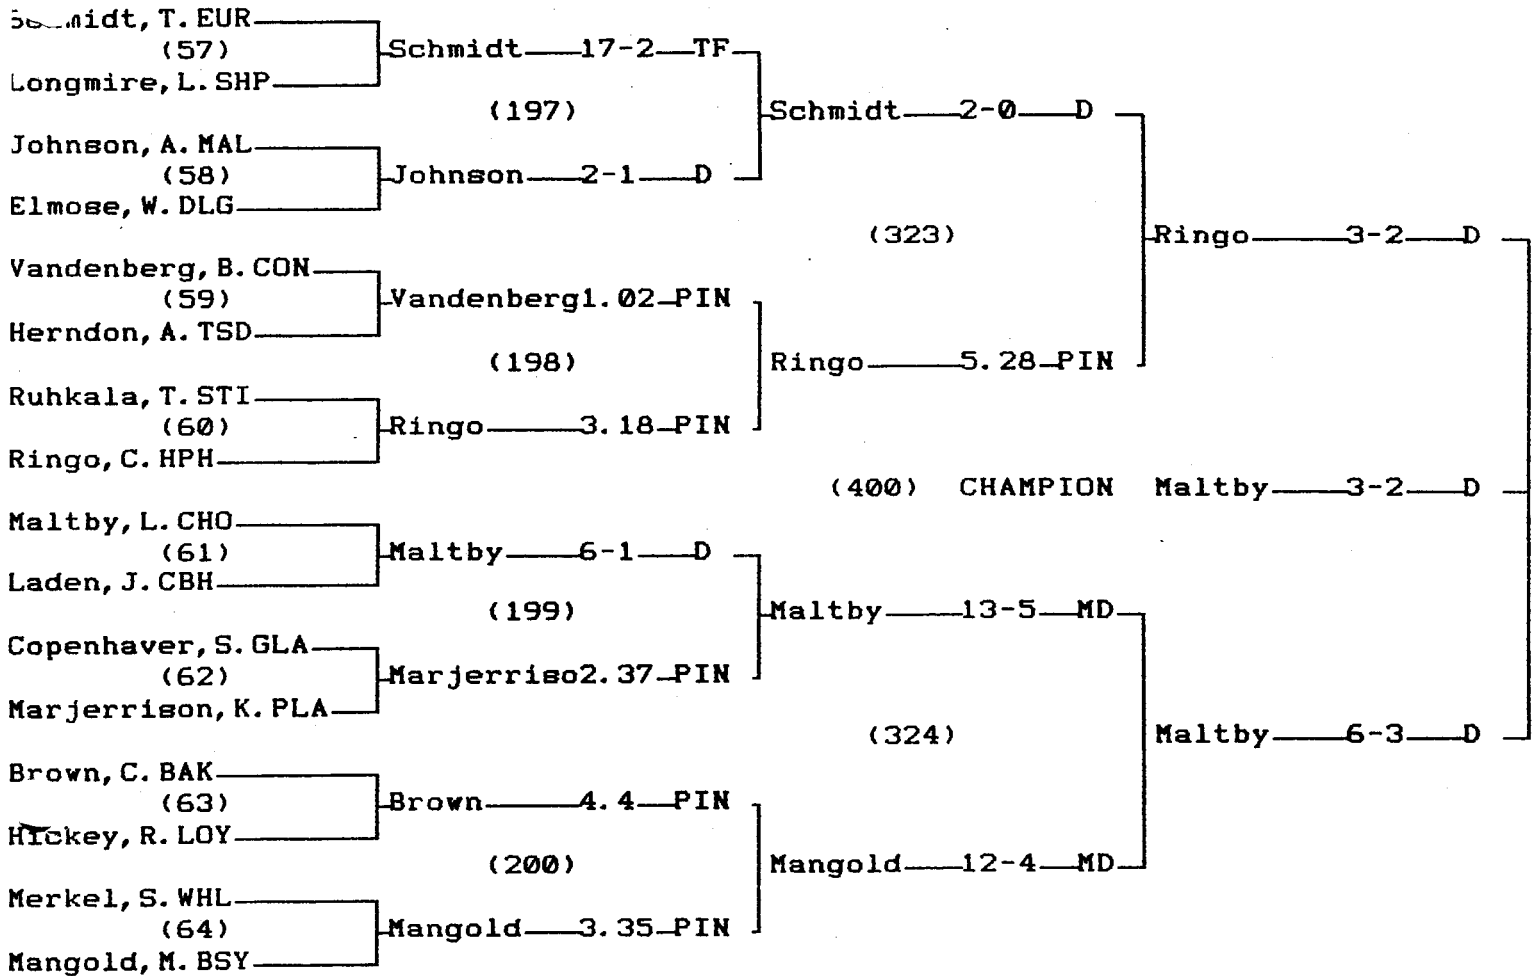 Schmidt, T. EUR
(57) Schmidt 17-2 TF
Longmire, L. SHP
(197) Schmidt 2-0 D
Johnson, A. MAL
(58) Johnson 2-1 D
Elmose, W. DLG
(323) Ringo 3-2 D
Vandenberg, B. CON
(59) Vandenberg1.02 PIN
Herndon, A. TSD
(198) Ringo 5.28 PIN
Ruhkala, T. STI
(60) Ringo 3.18 PIN
Ringo, C. HPH
(400) CHAMPION Maltby 3-2 D
Maltby, L. CHO
(61) Maltby 6-1 D
Laden, J. CBH
(199) Maltby 13-5 MD
Copenhaver, S. GLA
(62) Marjerriso2.37 PIN
Marjerrison, K. PLA
(324) Maltby 6-3 D
Brown, C. BAK
(63) Brown 4.4 PIN
Hickey, R. LOY
(200) Mangold 12-4 MD
Merkel, S. WHL
(64) Mangold 3.35 PIN
Mangold, M. BSY